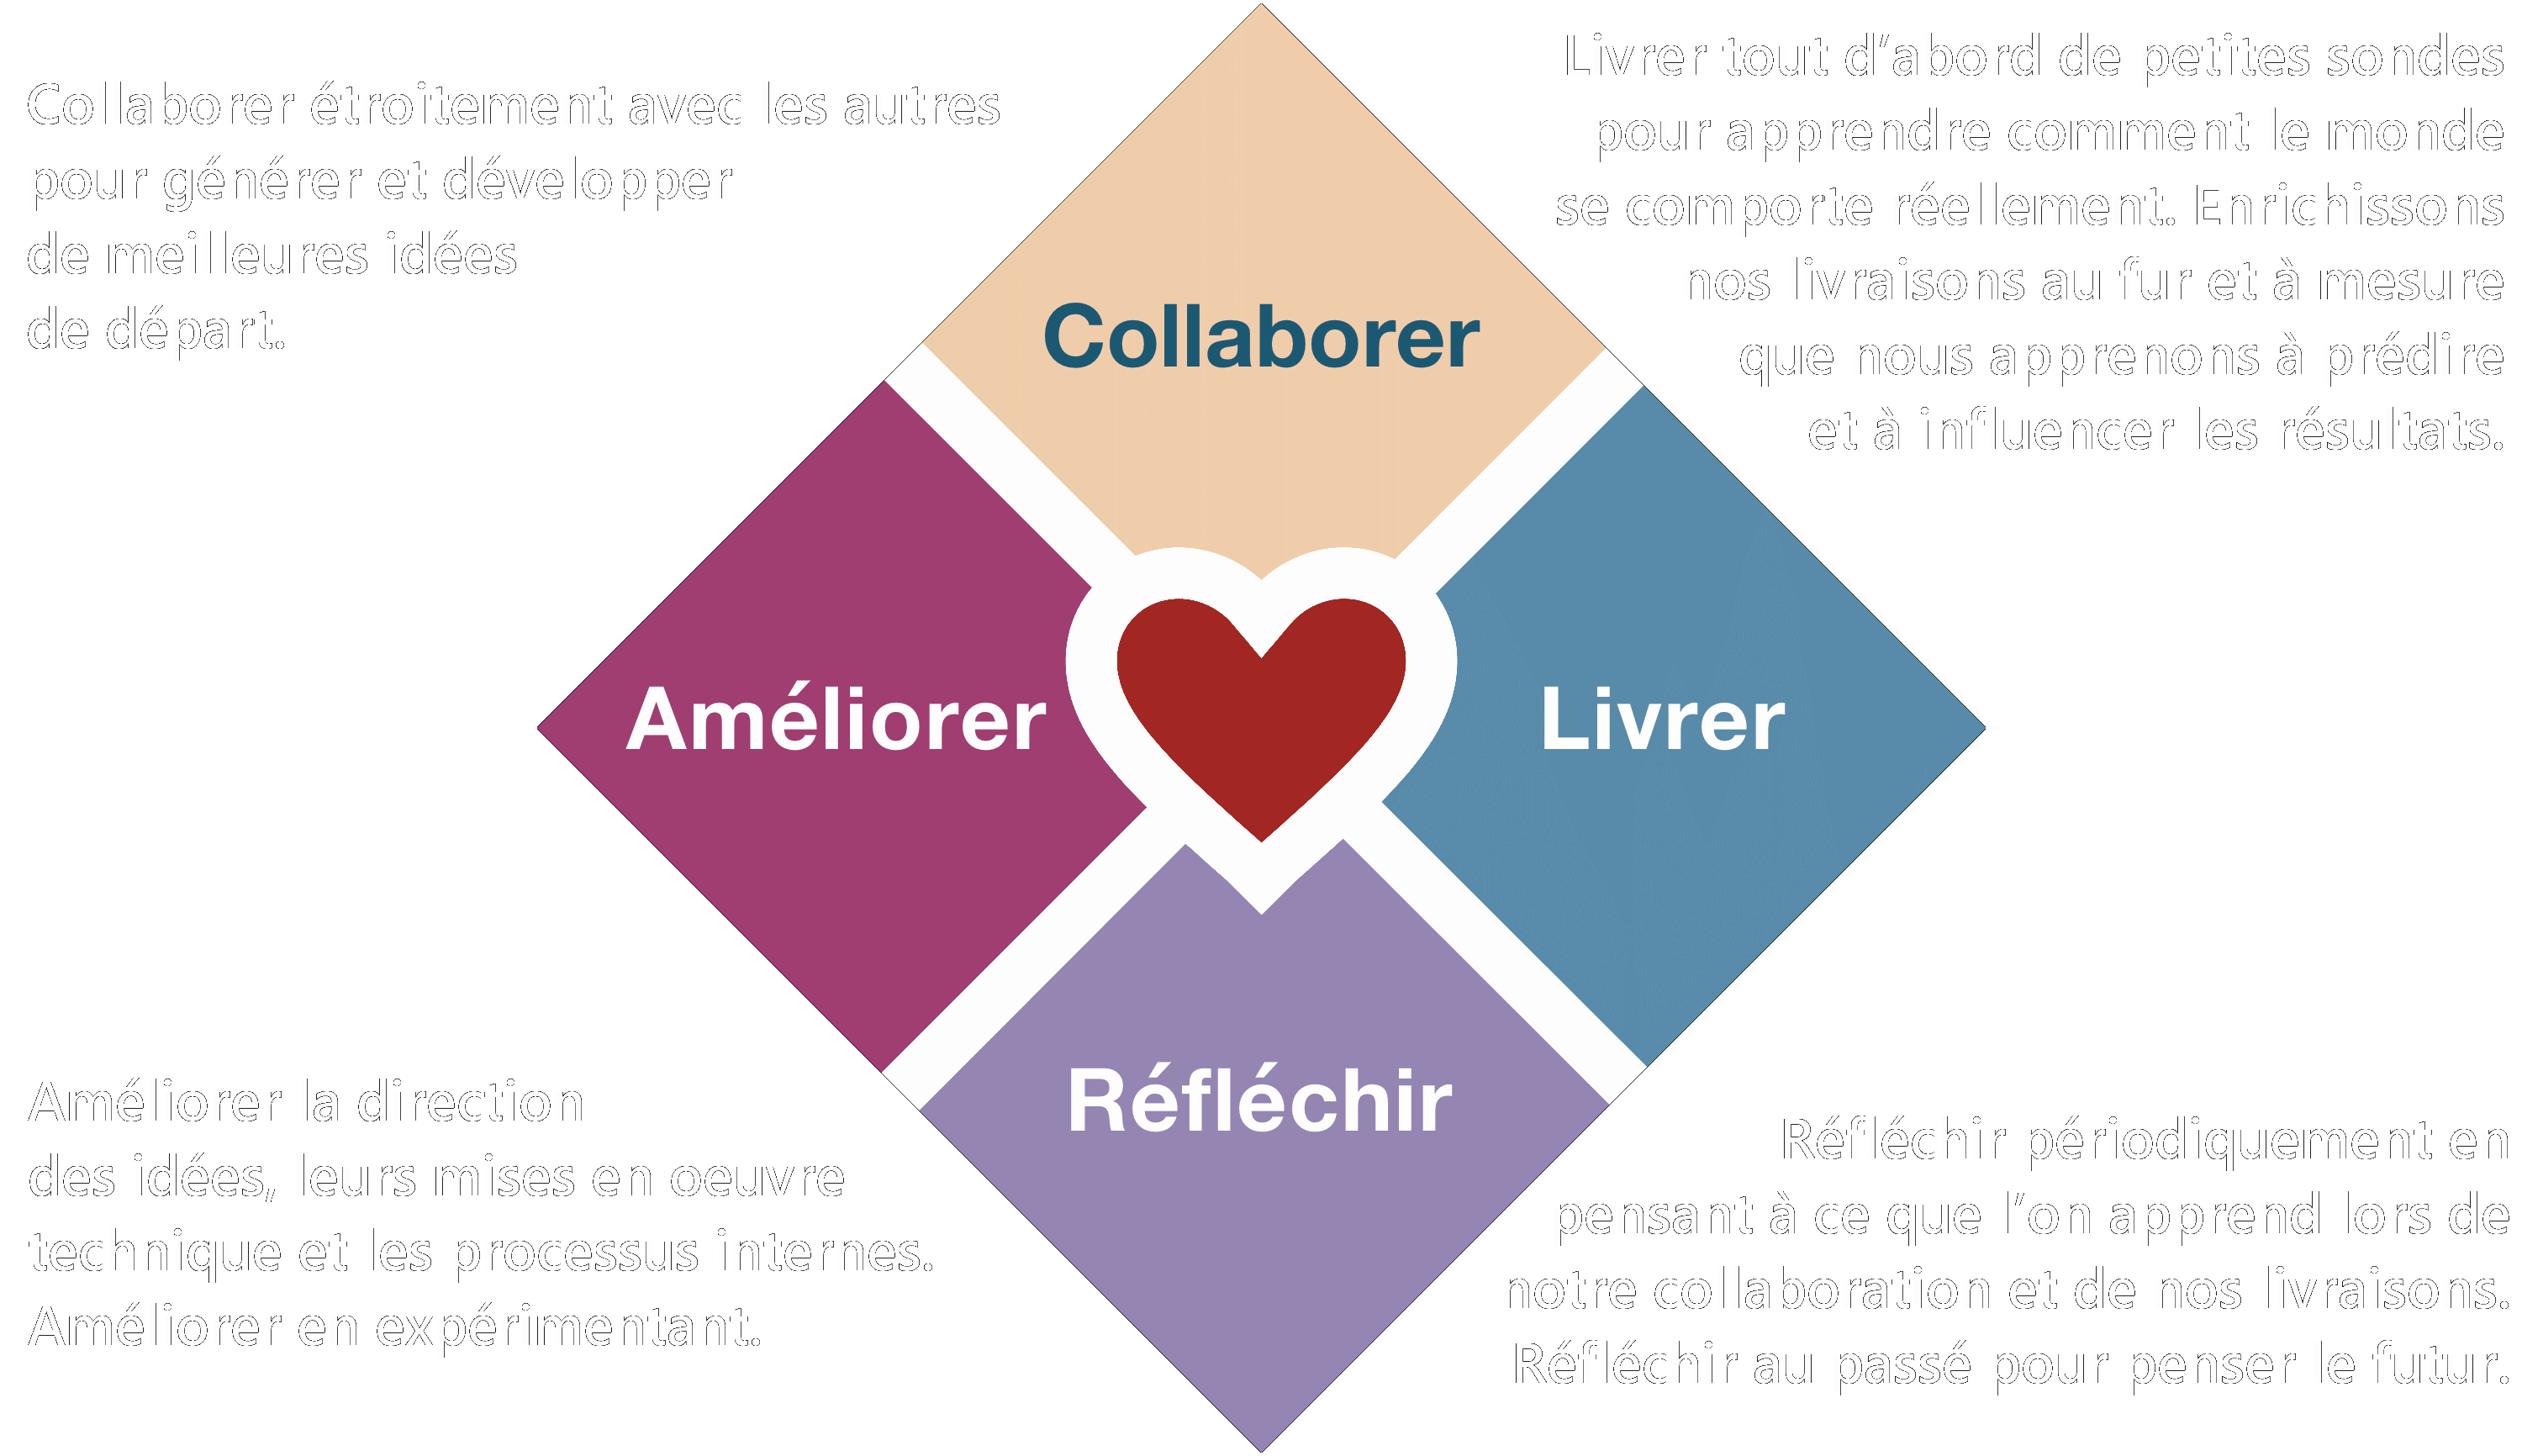 Collaborer étroitement avec les autres
pour générer et développer
de meilleures idées
de départ.
Livrer tout d’abord de petites sondes
pour apprendre comment le monde
se comporte réellement. Enrichissons
nos livraisons au fur et à mesure
que nous apprenons à prédire
et à influencer les résultats.
Collaborer
Améliorer
Livrer
Réfléchir
Améliorer la direction
des idées, leurs mises en oeuvre
technique et les processus internes.
Améliorer en expérimentant.
Réfléchir périodiquement en
pensant à ce que l’on apprend lors de
notre collaboration et de nos livraisons.
Réfléchir au passé pour penser le futur.